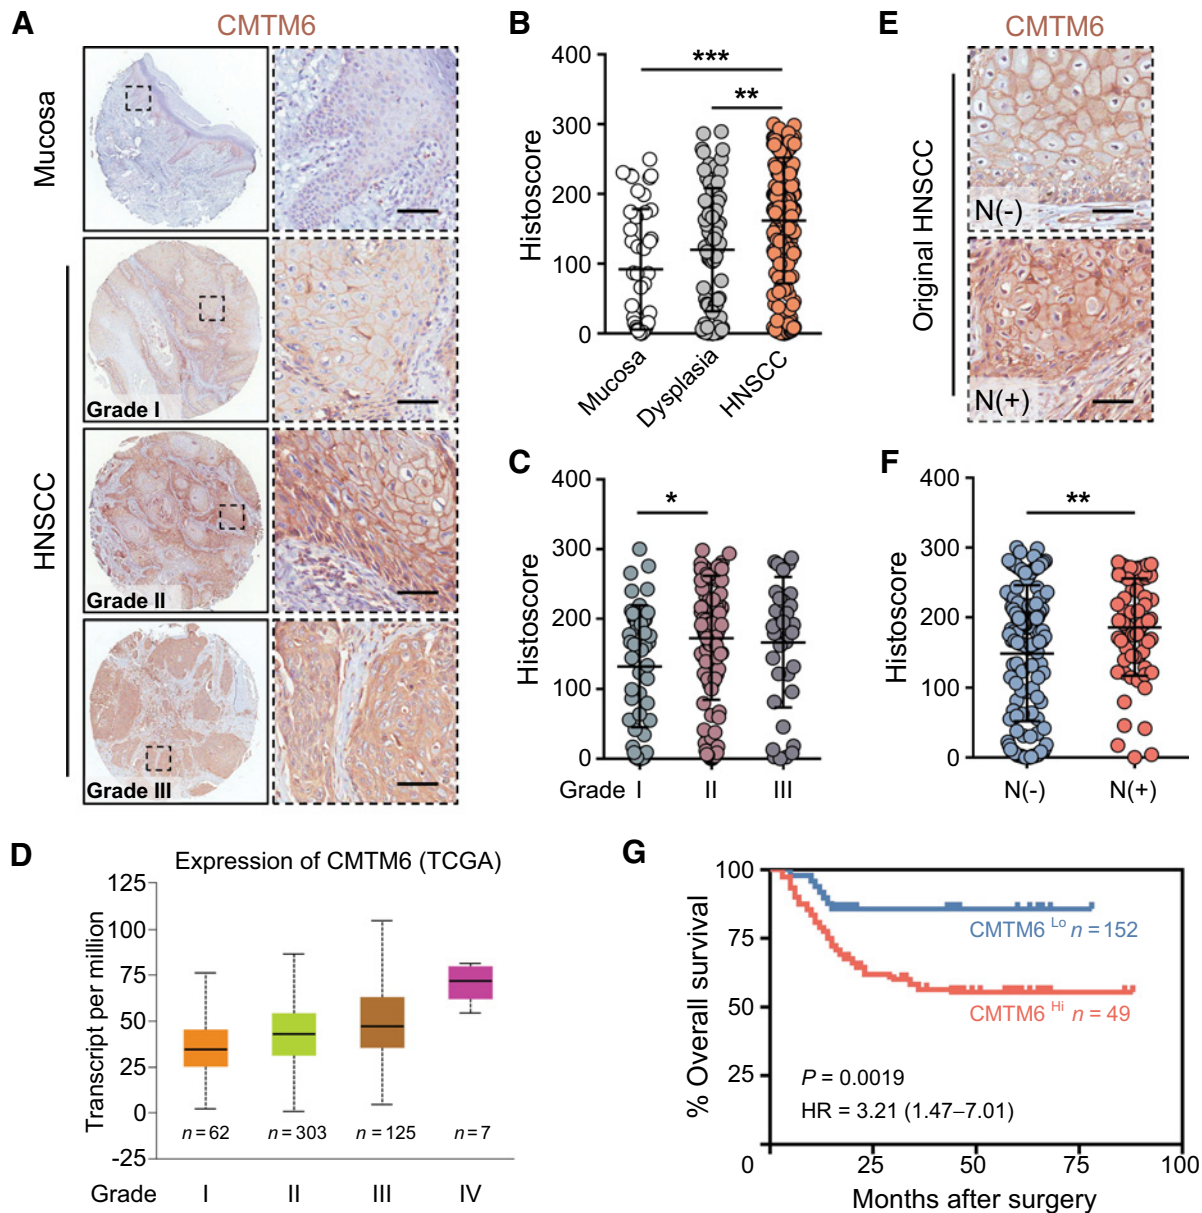 A
CMTM6
Mucosa
HNSCC
Grade I
Grade II
Grade III
B
400
300
200
100
0
Histoscore
***
**
Mucosa
Dysplasia
HNSCC
C
400
300
200
100
0
Histoscore
*
Grade I II III
D
Expression of CMTM6 (TCGA)
Transcript per million
125
100
75
50
25
0
-25
n=62 n=303 n=125 n=7
Grade I II III IV
E
CMTM6
Original HNSCC
N(-)
N(+)
F
400
300
200
100
0
Histoscore
**
N(-) N(+)
G
% Overall survival
100
75
50
25
0 25 50 75 100
CMTM6 Lo n=152
CMTM6 Hi n=49
P = 0.0019
HR = 3.21 (1.47–7.01)
Months after surgery